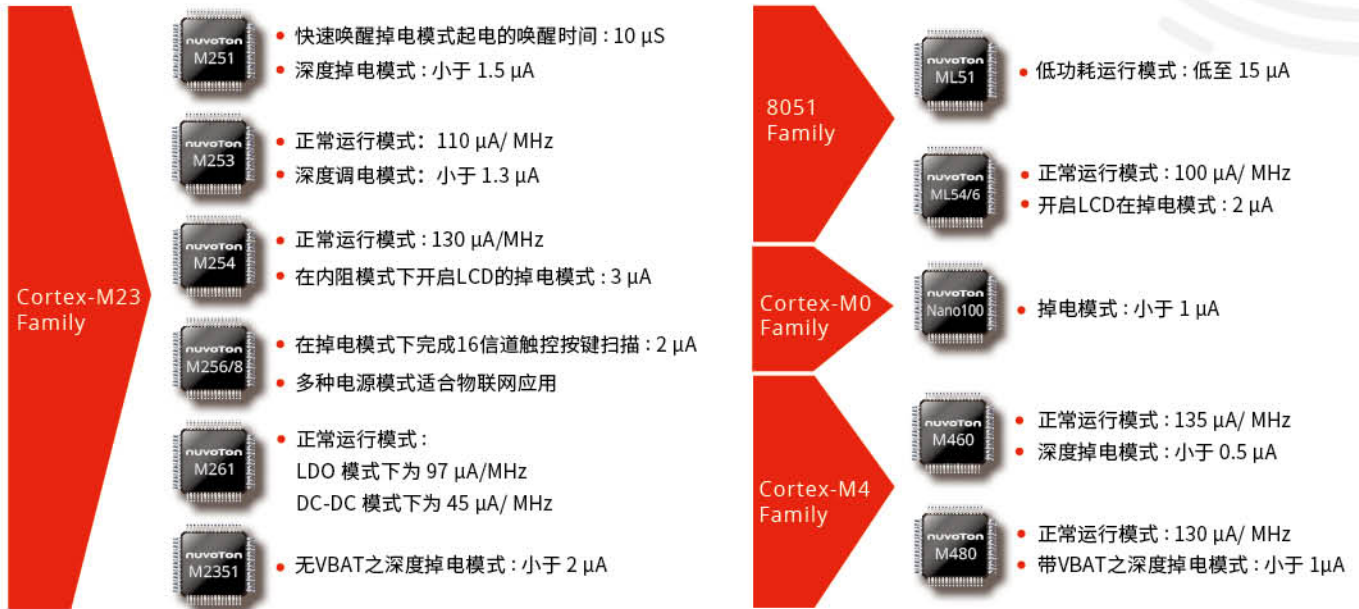 Cortex-M23
Family
nuvoTon
M251
快速唤醒掉电模式起电的唤醒时间 : 10 µS
深度掉电模式 : 小于 1.5 µA
nuvoTon
M253
正常运行模式： 110 µA/ MHz
深度调电模式： 小于 1.3 µA
nuvoTon
M254
正常运行模式 : 130 µA/MHz
在内阻模式下开启LCD的掉电模式 : 3 µA
nuvoTon
M256/8
在掉电模式下完成16信道触控按键扫描 : 2 µA
多种电源模式适合物联网应用
nuvoTon
M261
正常运行模式 :
LDO 模式下为 97 µA/MHz
DC-DC 模式下为 45 µA/ MHz
nuvoTon
M2351
无VBAT之深度掉电模式 : 小于 2 µA
8051
Family
nuvoTon
ML51
低功耗运行模式 : 低至 15 µA
nuvoTon
ML54/6
正常运行模式 : 100 µA/ MHz
开启LCD在掉电模式 : 2 µA
Cortex-M0
Family
nuvoTon
Nano100
掉电模式 : 小于 1 µA
Cortex-M4
Family
nuvoTon
M460
正常运行模式 : 135 µA/ MHz
深度掉电模式 : 小于 0.5 µA
nuvoTon
M480
正常运行模式 : 130 µA/ MHz
带VBAT之深度掉电模式 : 小于 1µA